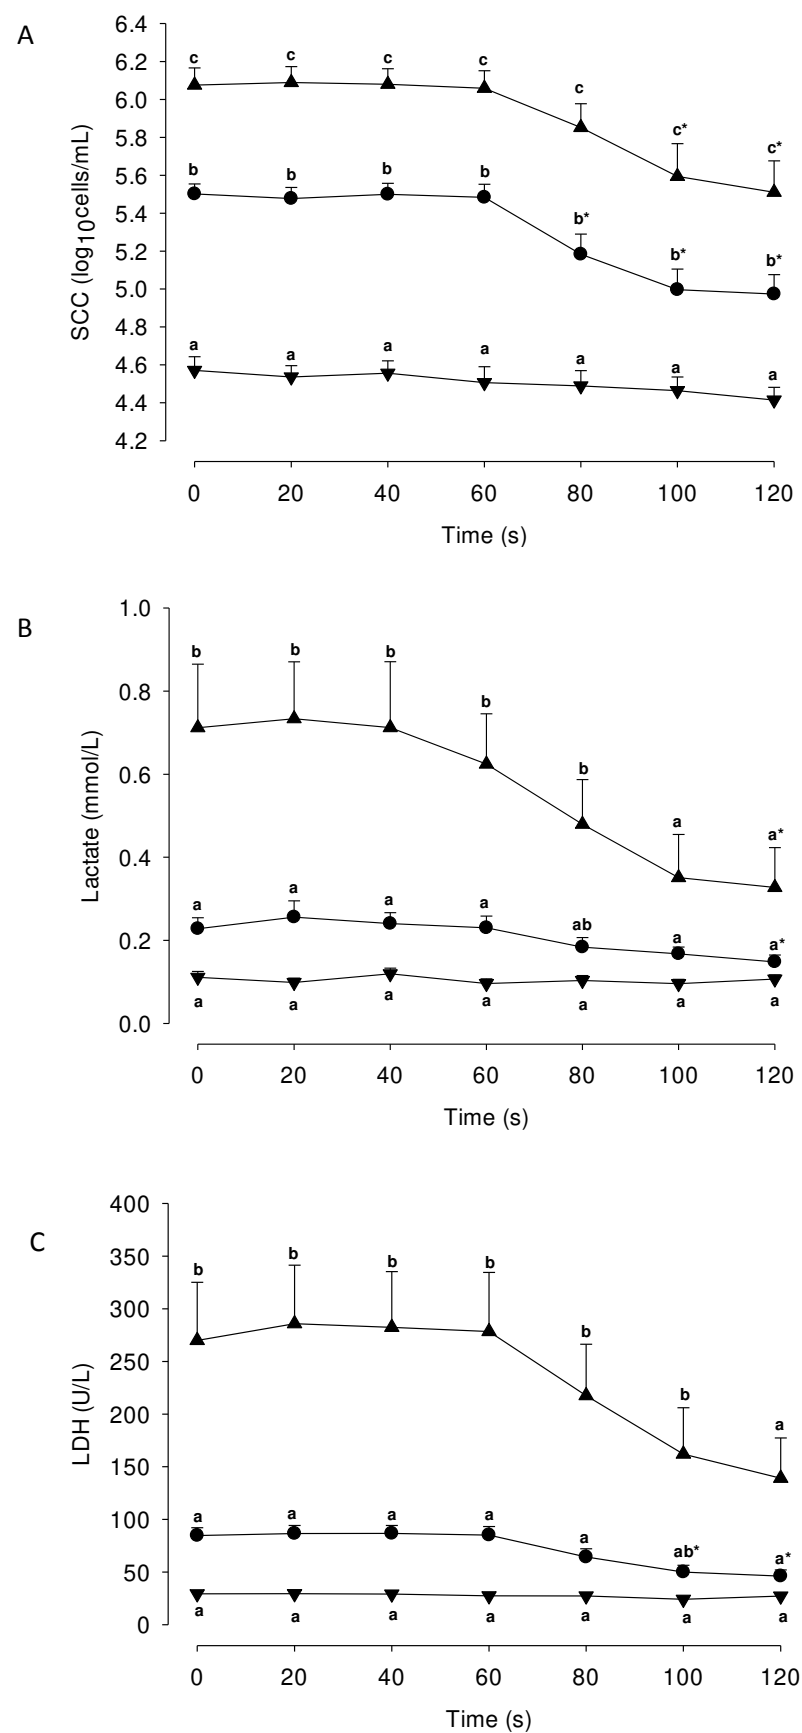 A
6.4
6.2
6.0
5.8
5.6
5.4
5.2
5.0
4.8
4.6
4.4
4.2
SCC (log10cells/mL)
c c c c c c* c*
b b b b b* b* b*
a a a a a a a
0 20 40 60 80 100 120
Time (s)
B
1.0
0.8
0.6
0.4
0.2
0.0
Lactate (mmol/L)
b b b b b a a*
a a a a ab a a*
a a a a a a a
0 20 40 60 80 100 120
Time (s)
C
400
350
300
250
200
150
100
50
0
LDH (U/L)
b b b b b b a
a a a a a ab* a*
a a a a a a a
0 20 40 60 80 100 120
Time (s)